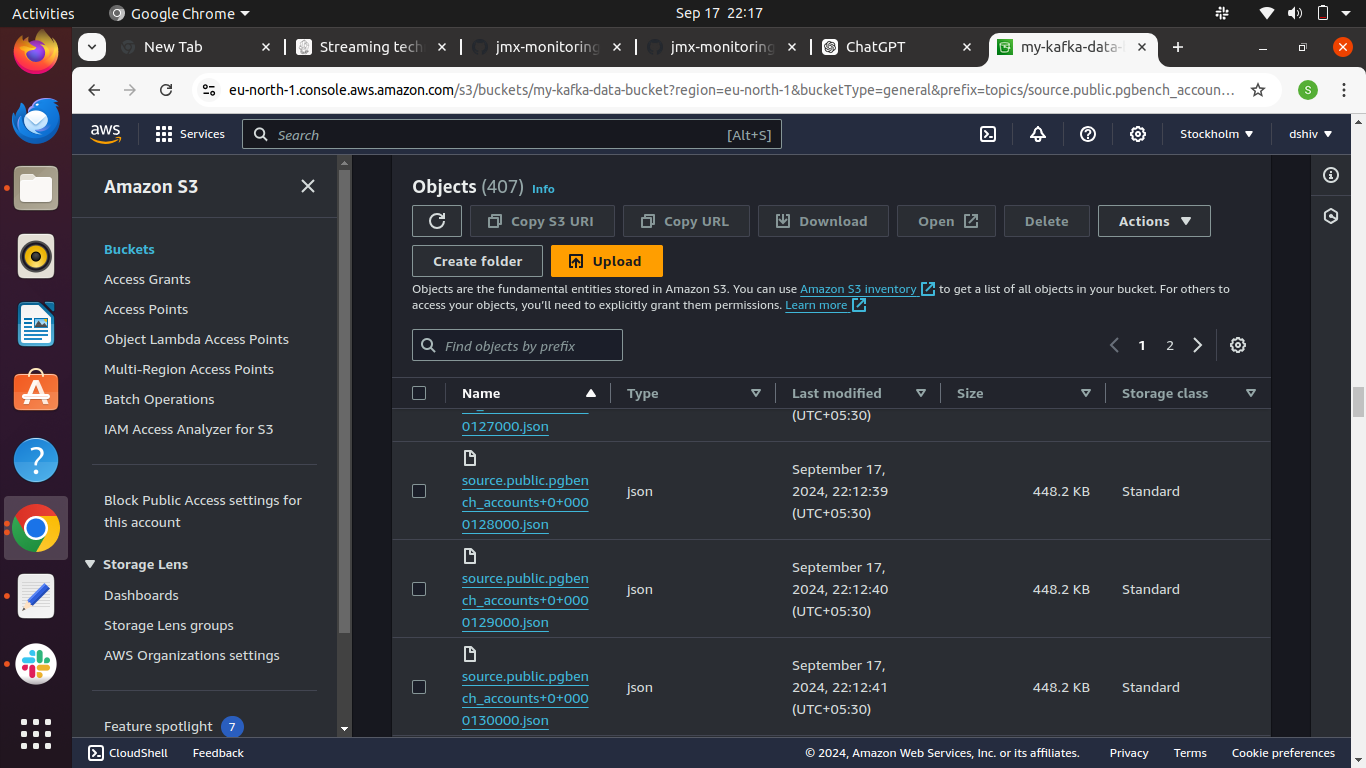 Activities
Google Chrome
Sep 17 22:17
New Tab
Streaming tech
jmx-monitoring
jmx-monitoring
ChatGPT
my-kafka-data-
eu-north-1.console.aws.amazon.com/s3/buckets/my-kafka-data-bucket?region=eu-north-1&bucketType=general&prefix=topics/source.public.pgbench_accoun...
S
aws
Services
Search
[Alt+S]
Stockholm
dshiv
Amazon S3
Buckets
Access Grants
Access Points
Object Lambda Access Points
Multi-Region Access Points
Batch Operations
IAM Access Analyzer for S3
Block Public Access settings for
this account
Storage Lens
Dashboards
Storage Lens groups
AWS Organizations settings
Feature spotlight 7
Objects (407) Info
Copy S3 URI
Copy URL
Download
Open
Delete
Actions
Create folder
Upload
Objects are the fundamental entities stored in Amazon S3. You can use Amazon S3 inventory to get a list of all objects in your bucket. For others to
access your objects, you'll need to explicitly grant them permissions. Learn more
Find objects by prefix
1 2
Name Type Last modified Size Storage class
(UTC+05:30)
0127000.json
source.public.pgben
ch_accounts+0+000
0128000.json
json
September 17,
2024, 22:12:39
(UTC+05:30)
448.2 KB
Standard
source.public.pgben
ch_accounts+0+000
0129000.json
json
September 17,
2024, 22:12:40
(UTC+05:30)
448.2 KB
Standard
source.public.pgben
ch_accounts+0+000
0130000.json
json
September 17,
2024, 22:12:41
(UTC+05:30)
448.2 KB
Standard
CloudShell
Feedback
© 2024, Amazon Web Services, Inc. or its affiliates.
Privacy
Terms
Cookie preferences